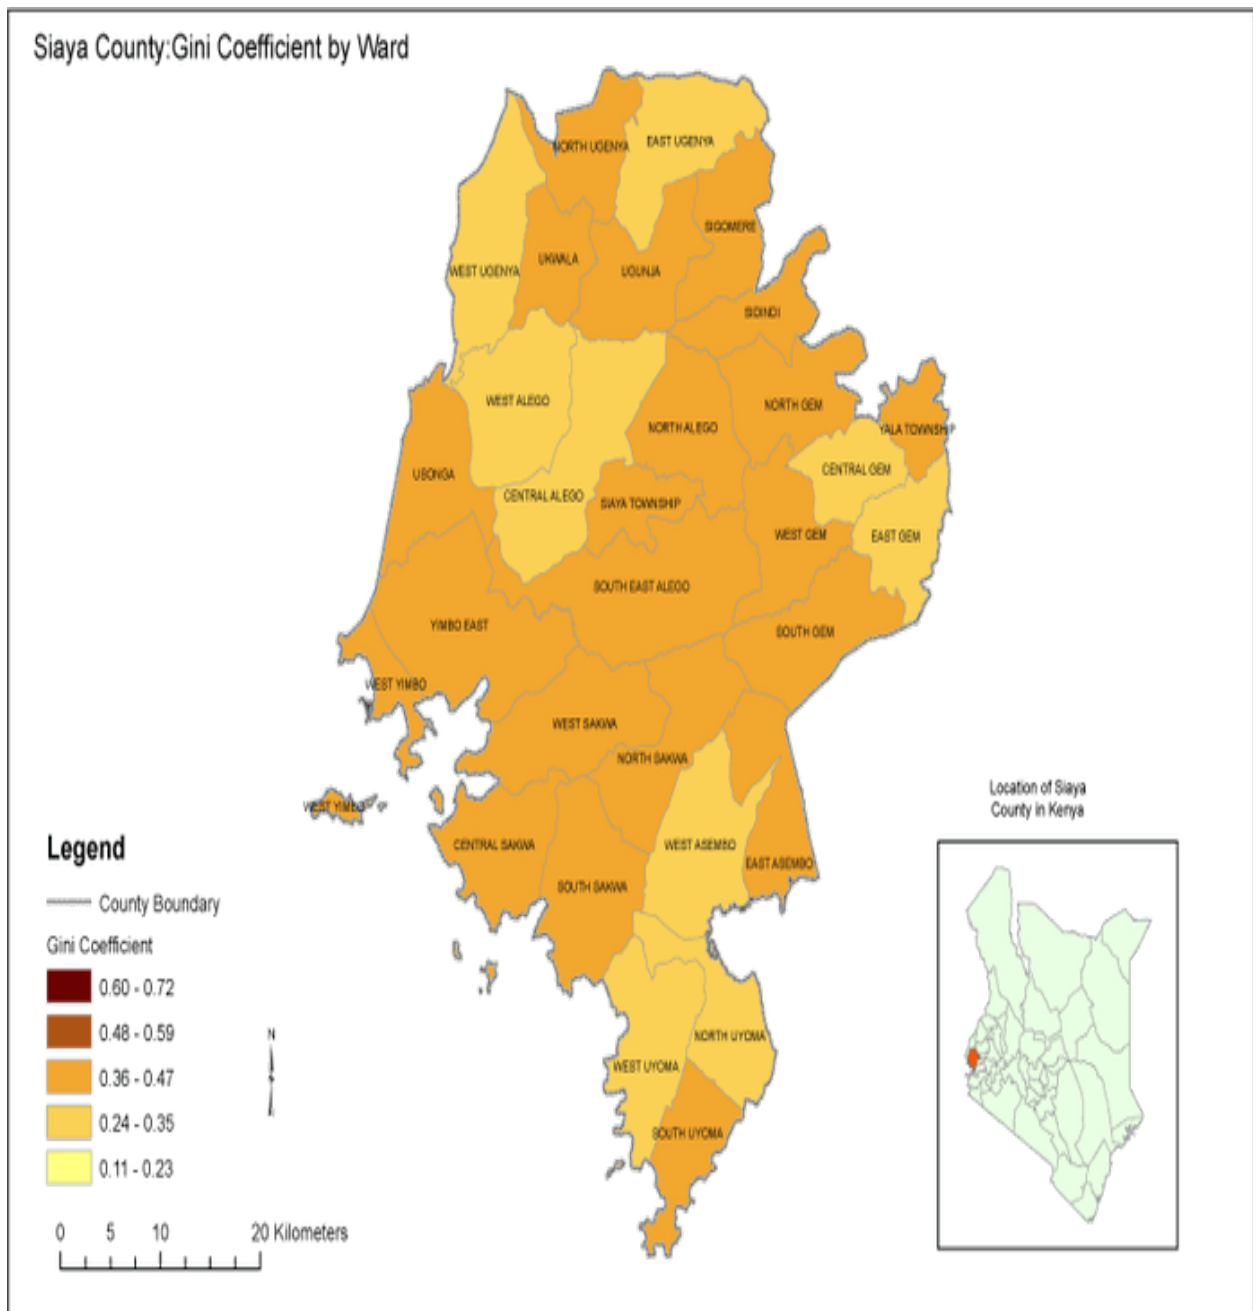 Siaya County:Gini Coefficient by Ward
NORTH UGENYA
EAST UGENYA
SIGOMERE
WEST UGENYA
UKWALA
UGUNJA
SIDINDI
WEST ALEGO
NORTH ALEGO
NORTH GEM
YALA TOWNSHIP
CENTRAL GEM
USONGA
CENTRAL ALEGO
SIAYA TOWNSHIP
WEST GEM
EAST GEM
SOUTH EAST ALEGO
YIMBO EAST
SOUTH GEM
WEST YIMBO
WEST SAKWA
NORTH SAKWA
WEST YIMBO
CENTRAL SAKWA
WEST ASEMBO
EAST ASEMBO
SOUTH SAKWA
NORTH UYOMA
WEST UYOMA
SOUTH UYOMA
Location of Siaya
County in Kenya
Legend
County Boundary
Gini Coefficient
0.60 - 0.72
0.48 - 0.59
0.36 - 0.47
0.24 - 0.35
0.11 - 0.23
N
0 5 10 20 Kilometers